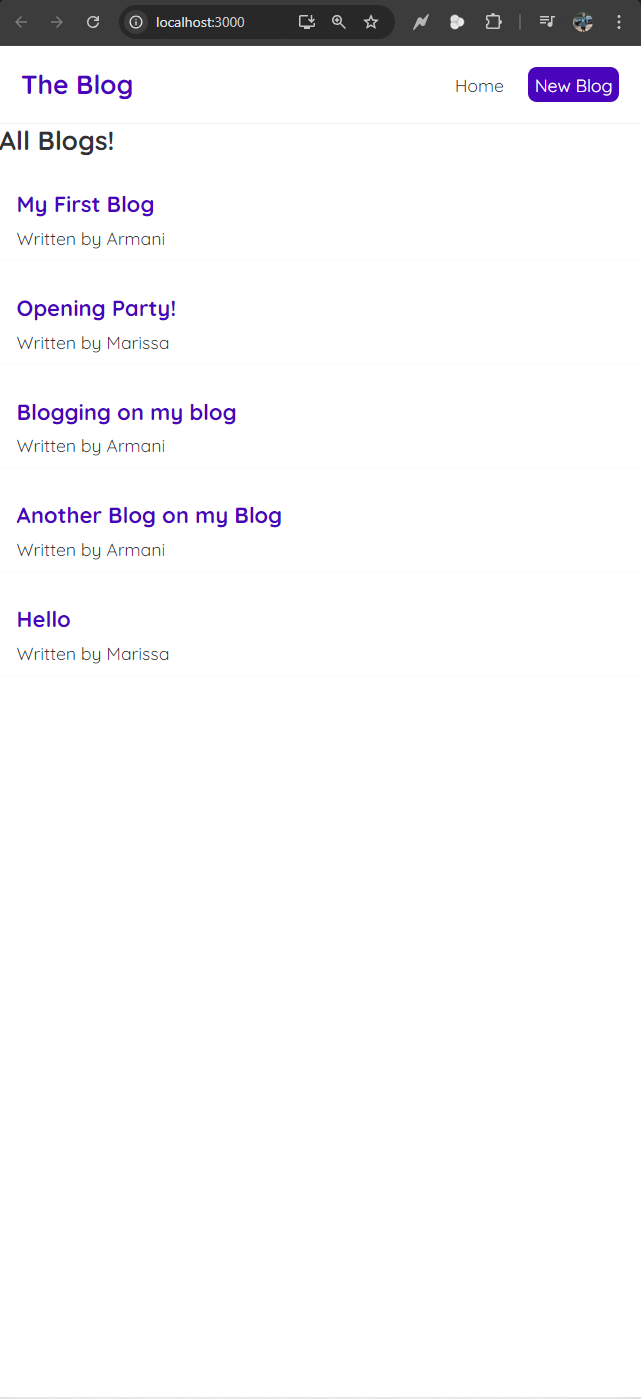 localhost:3000
The Blog
Home
New Blog
All Blogs!
My First Blog
Written by Armani
Opening Party!
Written by Marissa
Blogging on my blog
Written by Armani
Another Blog on my Blog
Written by Armani
Hello
Written by Marissa